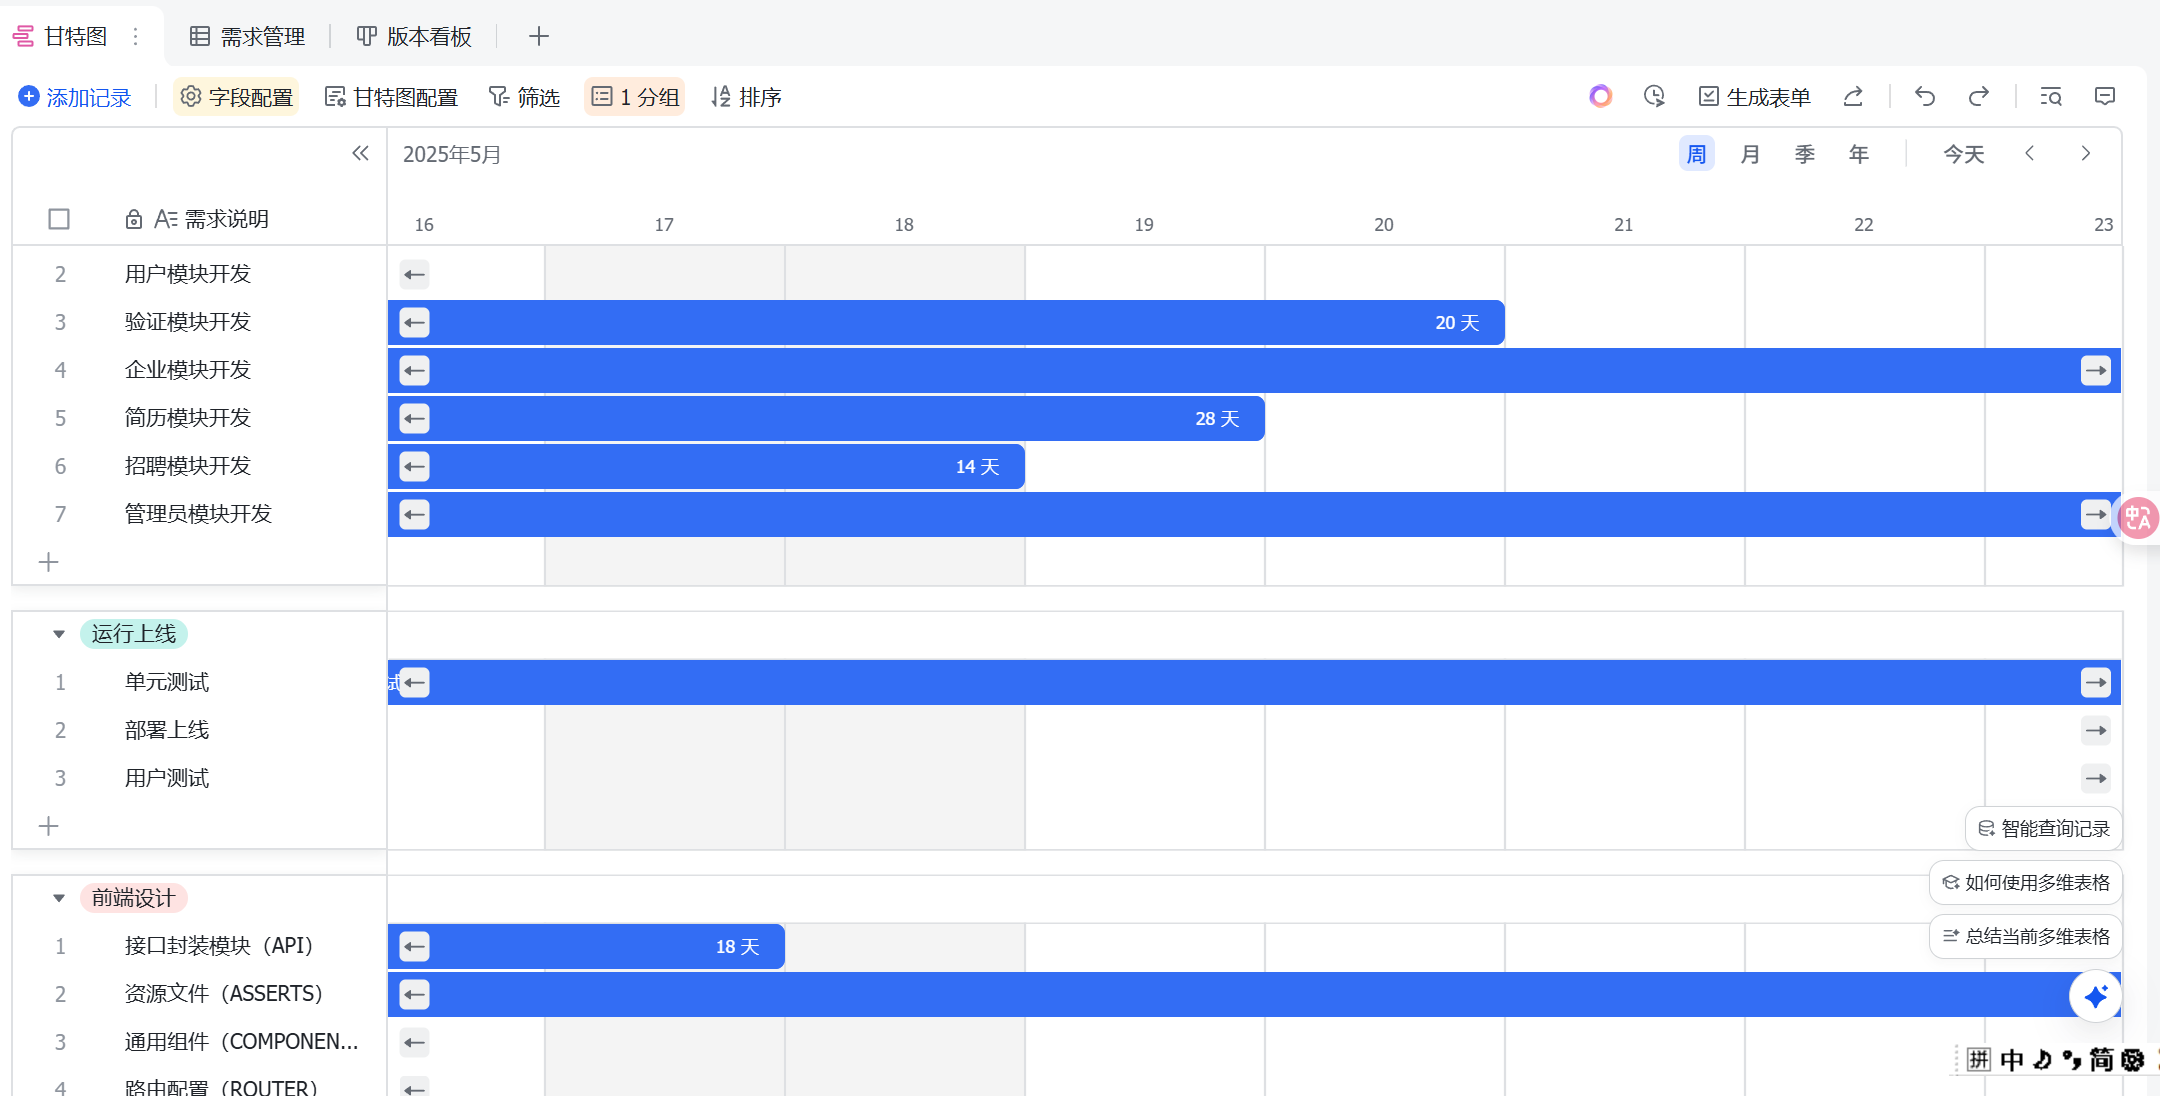 甘特图
需求管理
版本看板
添加记录
字段配置
甘特图配置
筛选
1 分组
排序
生成表单
2025年5月
周 月 季 年 今天
需求说明
16 17 18 19 20 21 22 23
2 用户模块开发
3 验证模块开发 20 天
4 企业模块开发
5 简历模块开发 28 天
6 招聘模块开发 14 天
7 管理员模块开发
运行上线
1 单元测试 试
2 部署上线
3 用户测试
智能查询记录
前端设计
如何使用多维表格
1 接口封装模块（API） 18 天
总结当前多维表格
2 资源文件（ASSERTS）
3 通用组件（COMPONEN...
4 路由配置（ROUTER）
拼 中 简